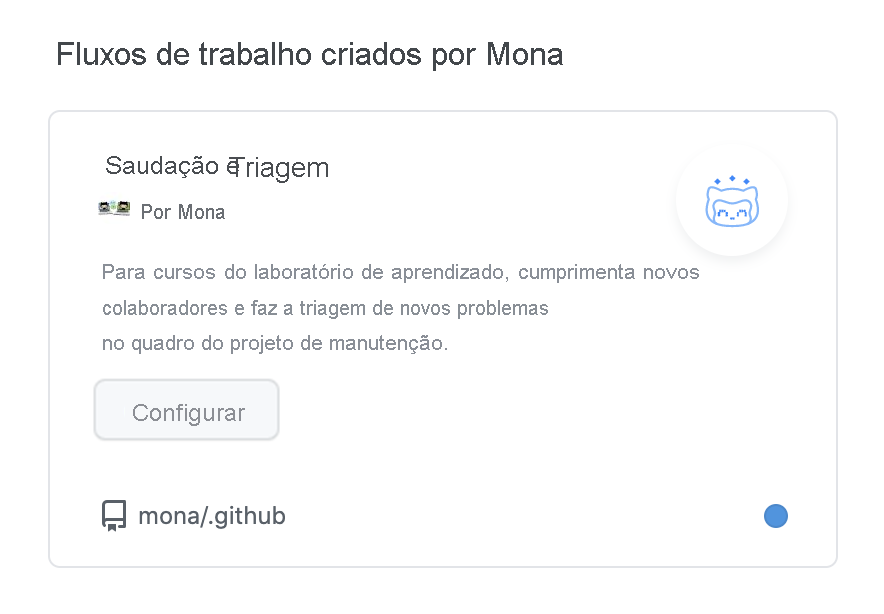 Fluxos de trabalho criados por Mona
Saudação e Triagem
Por Mona
Para cursos do laboratório de aprendizado, cumprimenta novos
colaboradores e faz a triagem de novos problemas
no quadro do projeto de manutenção.
Configurar
mona/.github